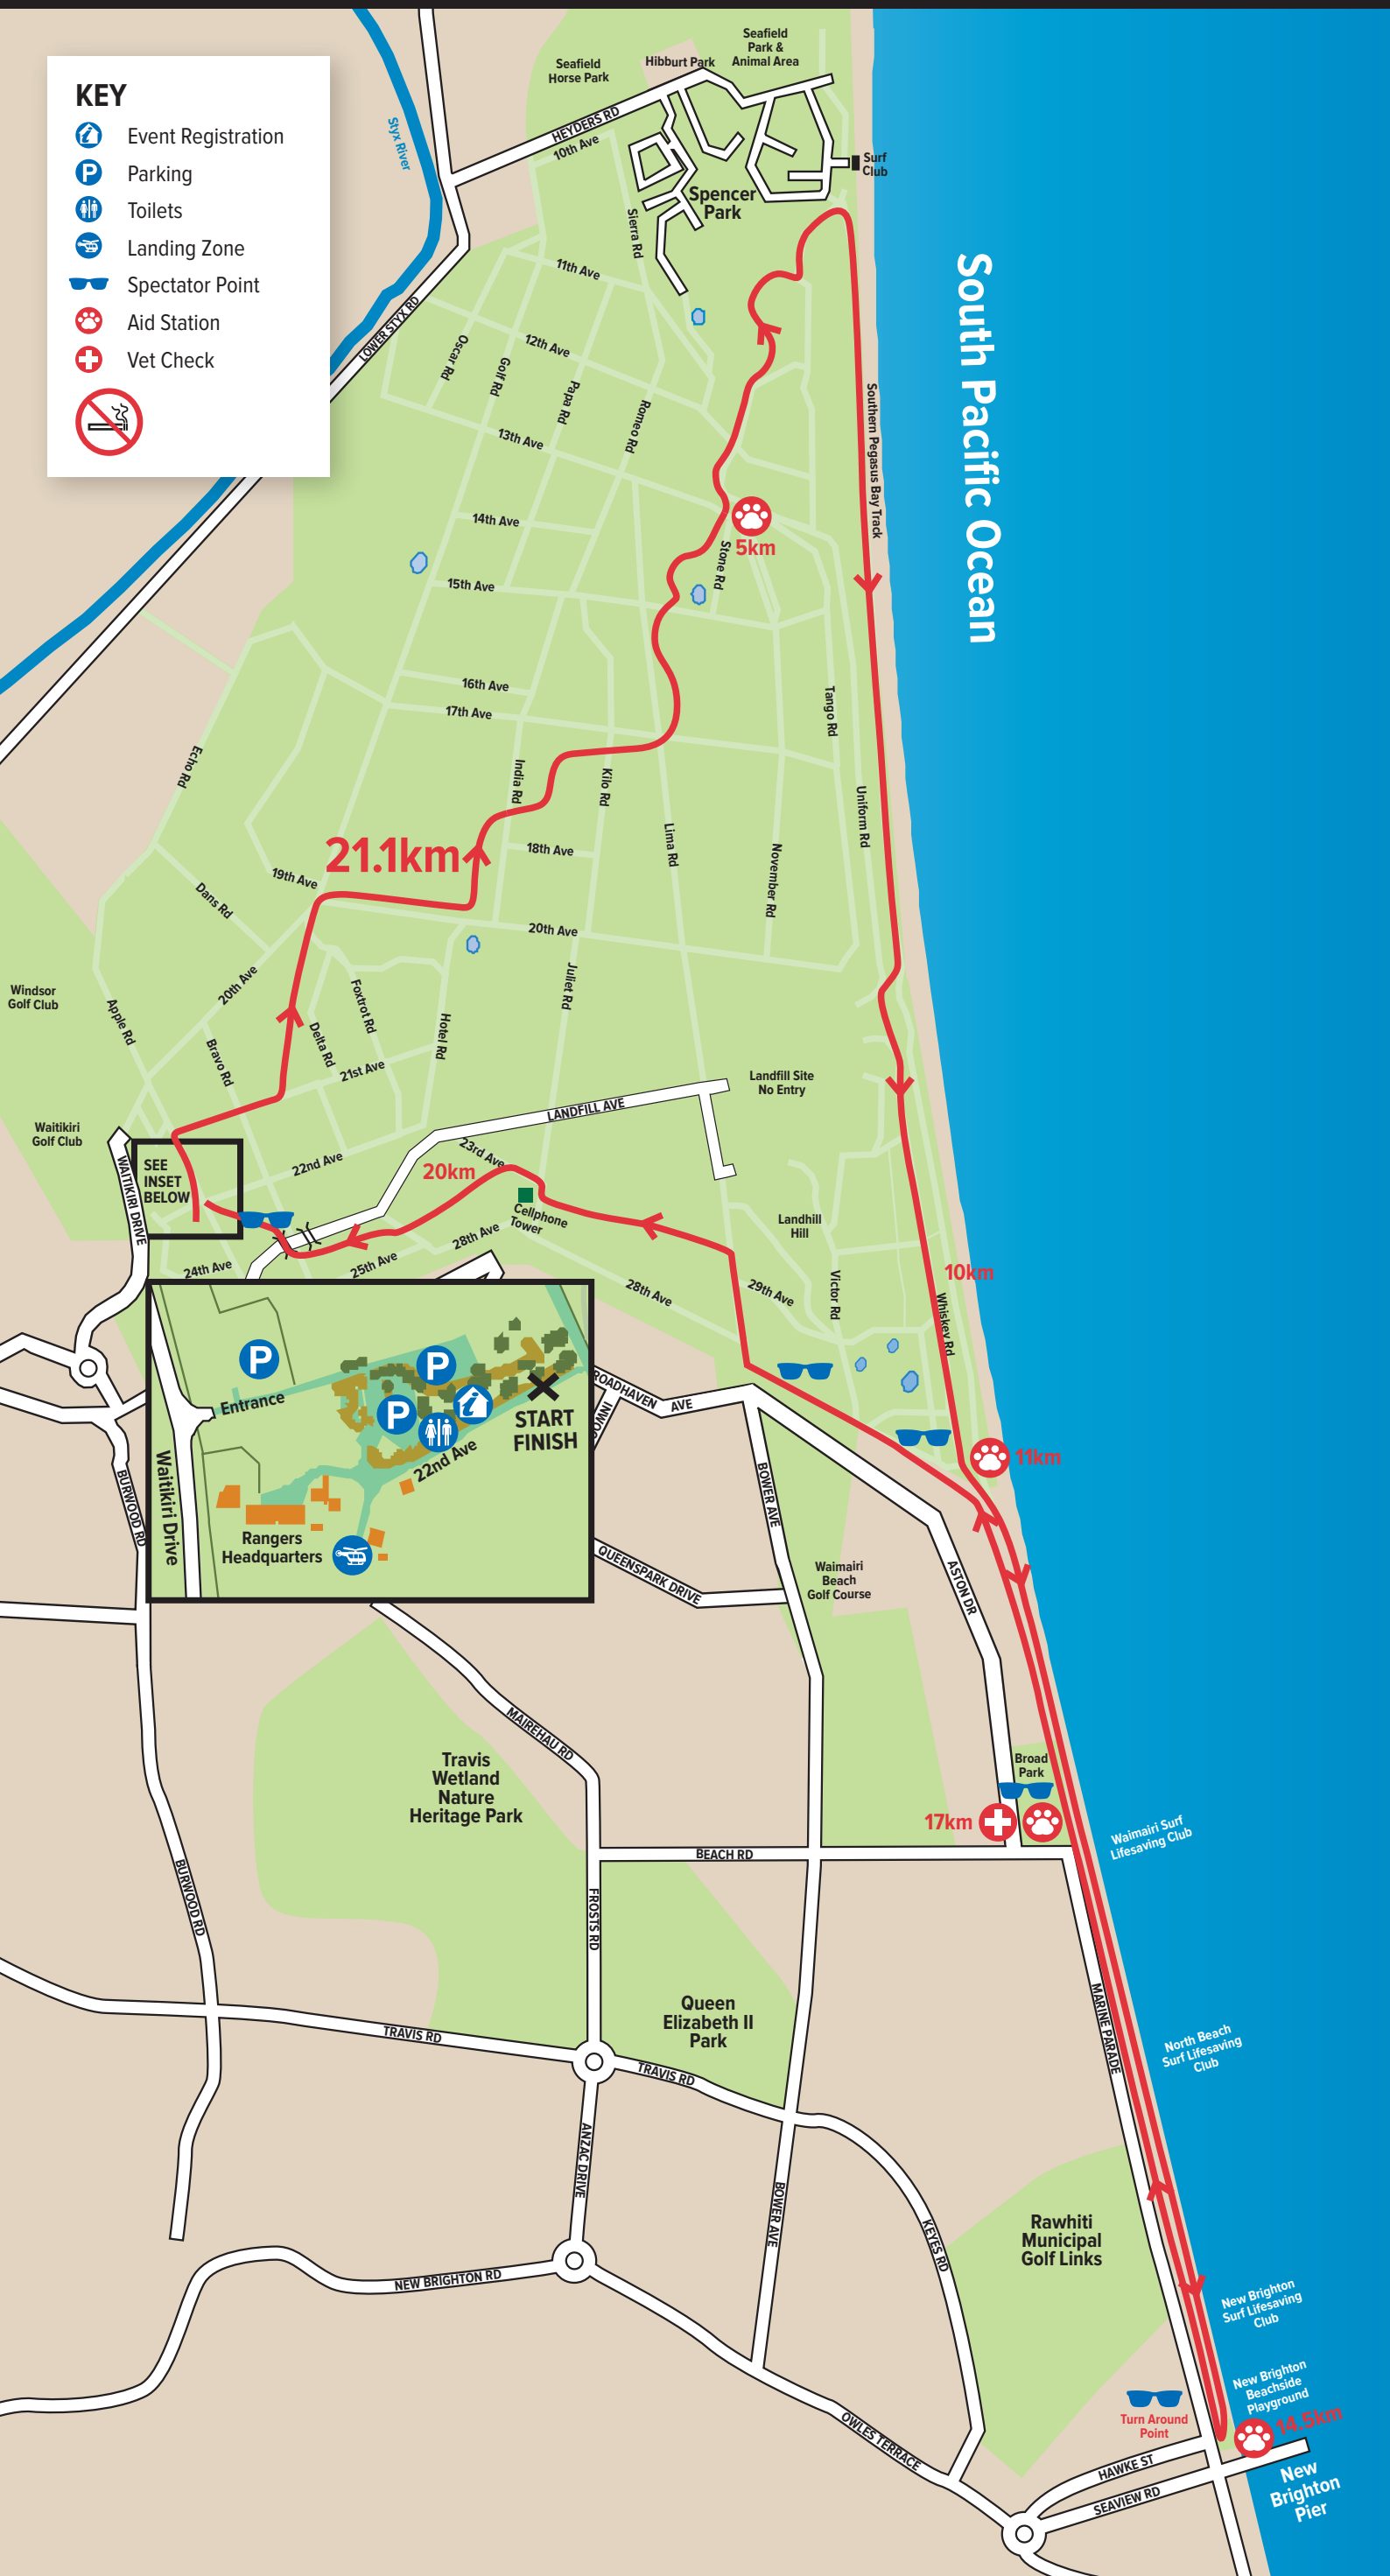 KEY
Event Registration
Parking
Toilets
Landing Zone
Spectator Point
Aid Station
Vet Check
Styx River
Seafield
Horse Park
Hibburt Park
Seafield
Park &
Animal Area
HEYDERS RD
10th Ave
Surf
Club
Spencer
Park
Sierra Rd
11th Ave
LOWER STYX RD
Oscar Rd
Golf Rd
12th Ave
Papa Rd
Romeo Rd
13th Ave
Southern Pegasus Bay Track
South Pacific Ocean
14th Ave
5km
Stone Rd
15th Ave
16th Ave
17th Ave
Tango Rd
Echo Rd
India Rd
Kilo Rd
Lima Rd
Uniform Rd
November Rd
21.1km
18th Ave
19th Ave
Dans Rd
20th Ave
20th Ave
Juliet Rd
Windsor
Golf Club
Apple Rd
Foxtrot Rd
Delta Rd
Hotel Rd
Bravo Rd
21st Ave
Landfill Site
No Entry
LANDFILL AVE
Waitikiri
Golf Club
WAITIKIRI DRIVE
SEE
INSET
BELOW
22nd Ave
23rd Ave
20km
Cellphone
Tower
Landhill
Hill
28th Ave
25th Ave
24th Ave
28th Ave
29th Ave
Victor Rd
10km
Whiskey Rd
P
P
P
Entrance
START
FINISH
22nd Ave
Waitikiri Drive
Rangers
Headquarters
ROADHAVEN AVE
DOMNI
11km
BURWOOD RD
BOWER AVE
QUEENSPARK DRIVE
Waimairi
Beach
Golf Course
ASTON DR
MAIREHAU RD
Travis
Wetland
Nature
Heritage Park
Broad
Park
17km
Waimairi Surf
Lifesaving Club
BEACH RD
BURWOOD RD
FROSTS RD
MARINE PARADE
Queen
Elizabeth II
Park
North Beach
Surf Lifesaving
Club
TRAVIS RD
TRAVIS RD
ANZAC DRIVE
BOWER AVE
KEYES RD
Rawhiti
Municipal
Golf Links
NEW BRIGHTON RD
New Brighton
Surf Lifesaving
Club
New Brighton
Beachside
Playground
Turn Around
Point
14.5km
OWLES TERRACE
HAWKE ST
SEAVIEW RD
New
Brighton
Pier